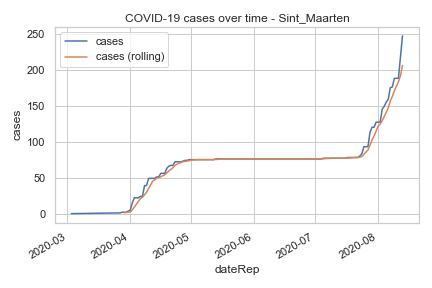 COVID-19 cases over time - Sint_Maarten
cases
cases (rolling)
cases
250
200
150
100
50
0
2020-03
2020-04
2020-05
2020-06
2020-07
2020-08
dateRep